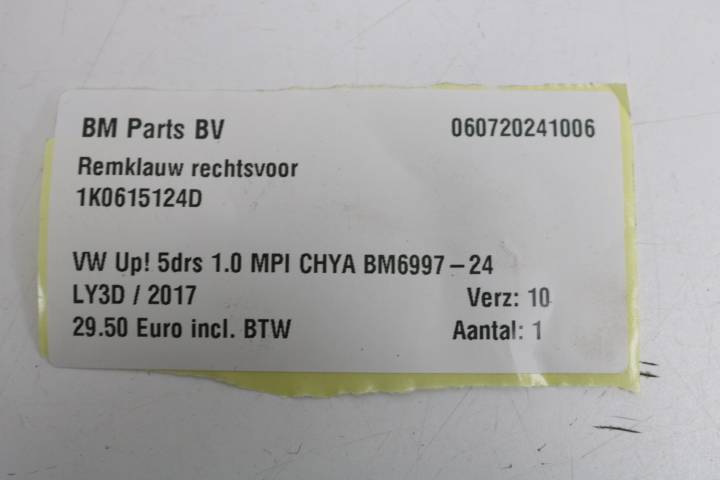 BM Parts BV 060720241006
Remklauw rechtsvoor
1K0615124D
VW Up! 5drs 1.0 MPI CHYA BM6997-24
LY3D / 2017 Verz: 10
29.50 Euro incl. BTW Aantal: 1